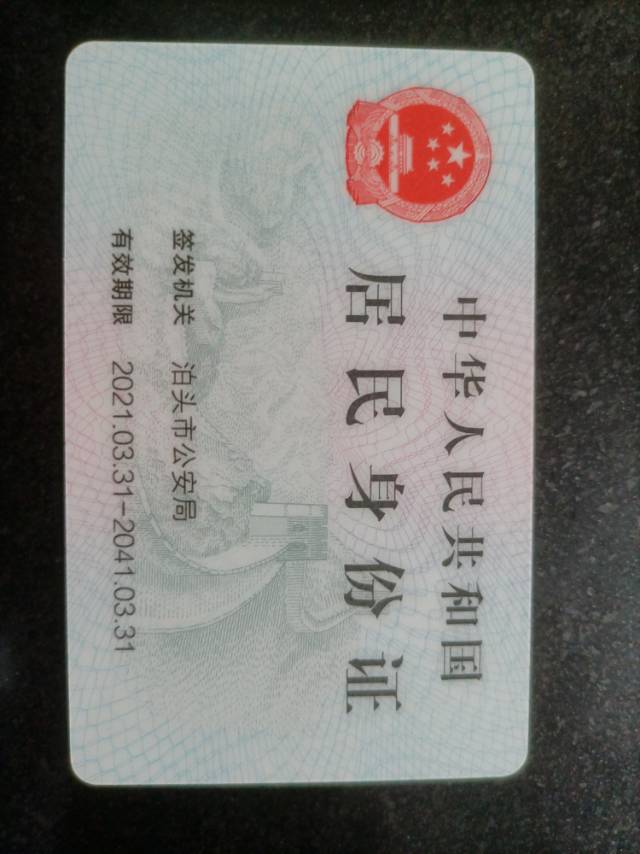 中华人民共和国
居民身份证
签发机关 泊头市公安局
有效期限 2021.03.31-2041.03.31